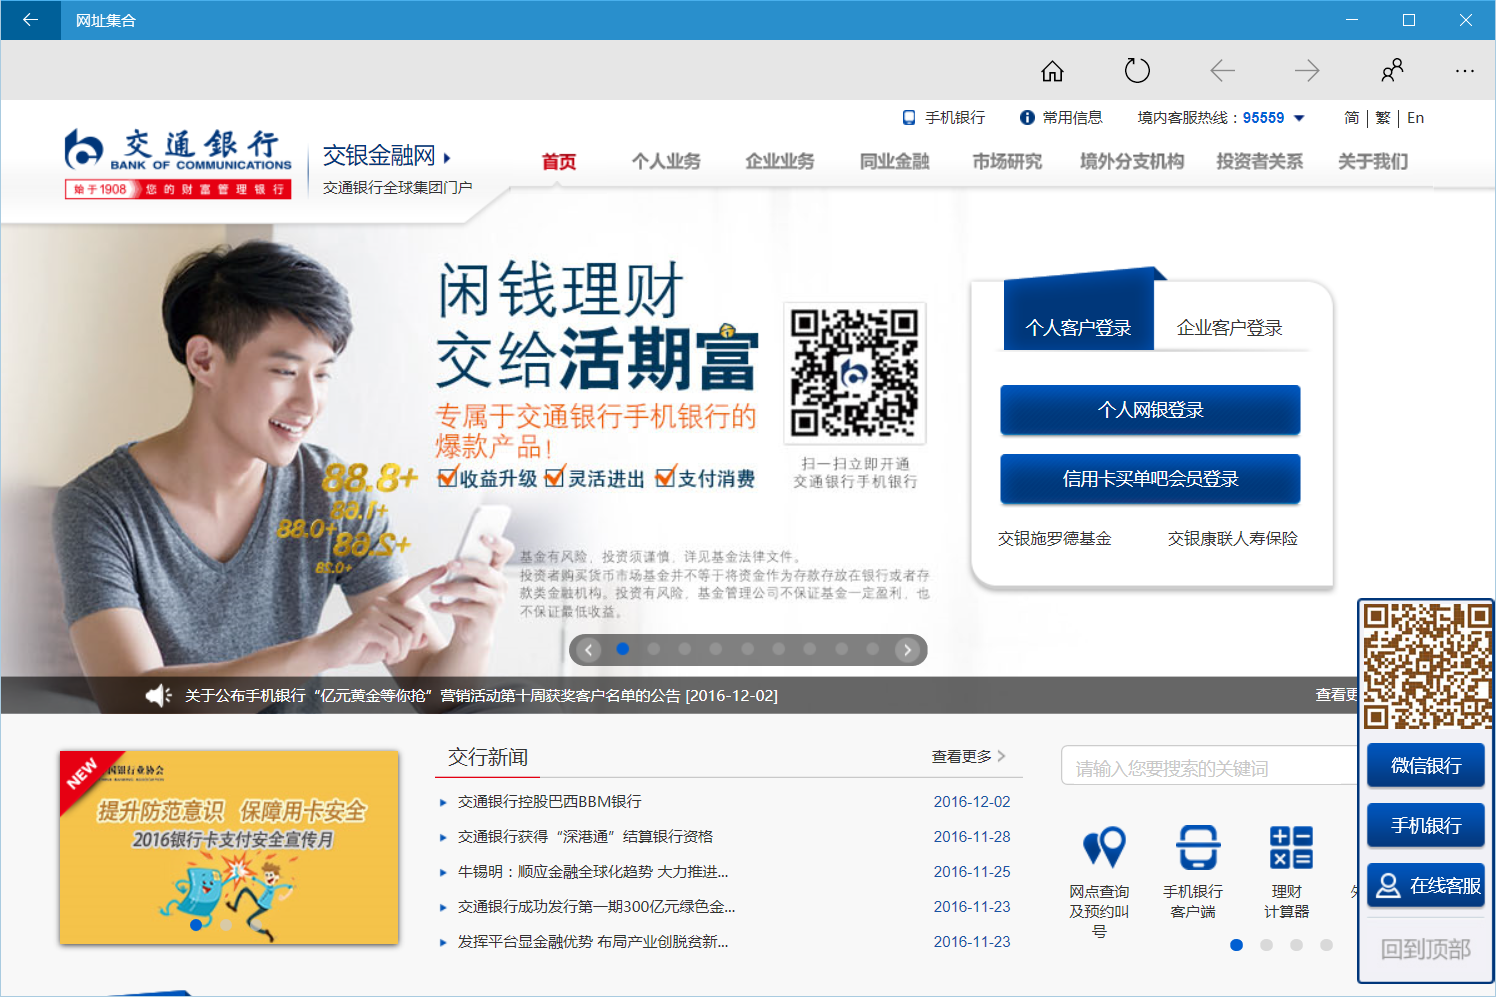 网址集合
手机银行
常用信息
境内客服热线：95559
简 | 繁 | En
交通銀行
BANK OF COMMUNICATIONS
始于1908 您的财富管理银行
交银金融网
交通银行全球集团门户
首页 个人业务 企业业务 同业金融 市场研究 境外分支机构 投资者关系 关于我们
闲钱理财
交给活期富
专属于交通银行手机银行的
爆款产品！
收益升级 灵活进出 支付消费
扫一扫立即开通
交通银行手机银行
88.8+
88.1+
88.0+
88.2+
88.0+
基金有风险，投资须谨慎，详见基金法律文件。
投资者购买货币市场基金并不等于将资金作为存款存放在银行或者存
款类金融机构。投资有风险，基金管理公司不保证基金一定盈利，也
不保证最低收益。
个人客户登录 企业客户登录
个人网银登录
信用卡买单吧会员登录
交银施罗德基金 交银康联人寿保险
关于公布手机银行“亿元黄金等你抢”营销活动第十周获奖客户名单的公告 [2016-12-02]
查看更
NEW
国银行业协会
提升防范意识 保障用卡安全
2016银行卡支付安全宣传月
交行新闻
查看更多
交通银行控股巴西BBM银行 2016-12-02
交通银行获得“深港通”结算银行资格 2016-11-28
牛锡明：顺应金融全球化趋势 大力推进... 2016-11-25
交通银行成功发行第一期300亿元绿色金... 2016-11-23
发挥平台显金融优势 布局产业创脱贫新... 2016-11-23
请输入您要搜索的关键词
网点查询
及预约叫
号
手机银行
客户端
理财
计算器
微信银行
手机银行
在线客服
回到顶部